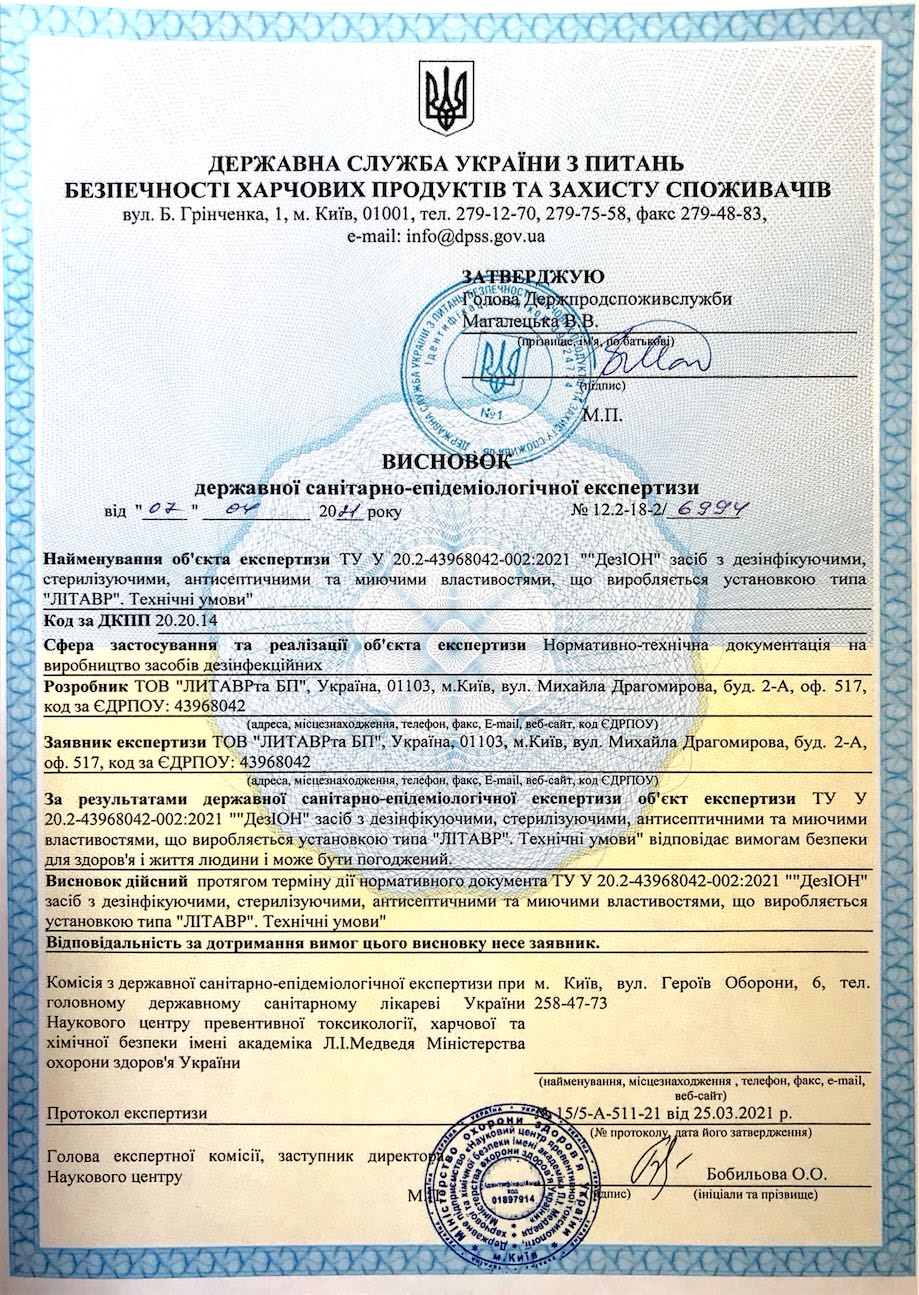 ДЕРЖАВНА СЛУЖБА УКРАЇНИ З ПИТАНЬ
БЕЗПЕЧНОСТІ ХАРЧОВИХ ПРОДУКТІВ ТА ЗАХИСТУ СПОЖИВАЧІВ
вул. Б. Грінченка, 1, м. Київ, 01001, тел. 279-12-70, 279-75-58, факс 279-48-83,
e-mail: info@dpss.gov.ua
ЗАТВЕРДЖУЮ
Голова Держпродспоживслужби
Магалецька В.В.
(прізвище, ім'я, по батькові)
(підпис)
№1
М.П.
ВИСНОВОК
державної санітарно-епідеміологічної експертизи
від "07" 04 2021 року № 12.2-18-2/6994
Найменування об'єкта експертизи ТУ У 20.2-43968042-002:2021 ""ДезІОН" засіб з дезінфікуючими,
стерилізуючими, антисептичними та миючими властивостями, що виробляється установкою типа
"ЛІТАВР". Технічні умови"
Код за ДКПП 20.20.14
Сфера застосування та реалізації об'єкта експертизи Нормативно-технічна документація на
виробництво засобів дезінфекційних
Розробник ТОВ "ЛИТАВРта БП", Україна, 01103, м.Київ, вул. Михайла Драгомирова, буд. 2-А, оф. 517,
код за ЄДРПОУ: 43968042
(адреса, місцезнаходження, телефон, факс, E-mail, веб-сайт, код ЄДРПОУ)
Заявник експертизи ТОВ "ЛИТАВРта БП", Україна, 01103, м.Київ, вул. Михайла Драгомирова, буд. 2-А,
оф. 517, код за ЄДРПОУ: 43968042
(адреса, місцезнаходження, телефон, факс, E-mail, веб-сайт, код ЄДРПОУ)
За результатами державної санітарно-епідеміологічної експертизи об'єкт експертизи ТУ У
20.2-43968042-002:2021 ""ДезІОН" засіб з дезінфікуючими, стерилізуючими, антисептичними та миючими
властивостями, що виробляється установкою типа "ЛІТАВР". Технічні умови" відповідає вимогам безпеки
для здоров'я і життя людини і може бути погоджений.
Висновок дійсний протягом терміну дії нормативного документа ТУ У 20.2-43968042-002:2021 ""ДезІОН"
засіб з дезінфікуючими, стерилізуючими, антисептичними та миючими властивостями, що виробляється
установкою типа "ЛІТАВР". Технічні умови"
Відповідальність за дотримання вимог цього висновку несе заявник.
Комісія з державної санітарно-епідеміологічної експертизи при
головному державному санітарному лікареві України
Наукового центру превентивної токсикології, харчової та
хімічної безпеки імені академіка Л.І.Медведя Міністерства
охорони здоров'я України
м. Київ, вул. Героїв Оборони, 6, тел.
258-47-73
(найменування, місцезнаходження , телефон, факс, e-mail,
веб-сайт)
Протокол експертизи № 15/5-А-511-21 від 25.03.2021 р.
(№ протоколу, дата його затвердження)
Голова експертної комісії, заступник директора
Наукового центру
Бобильова О.О.
(підпис) (ініціали та прізвище)
Ідентифікаційний
код
01897914
м.Київ